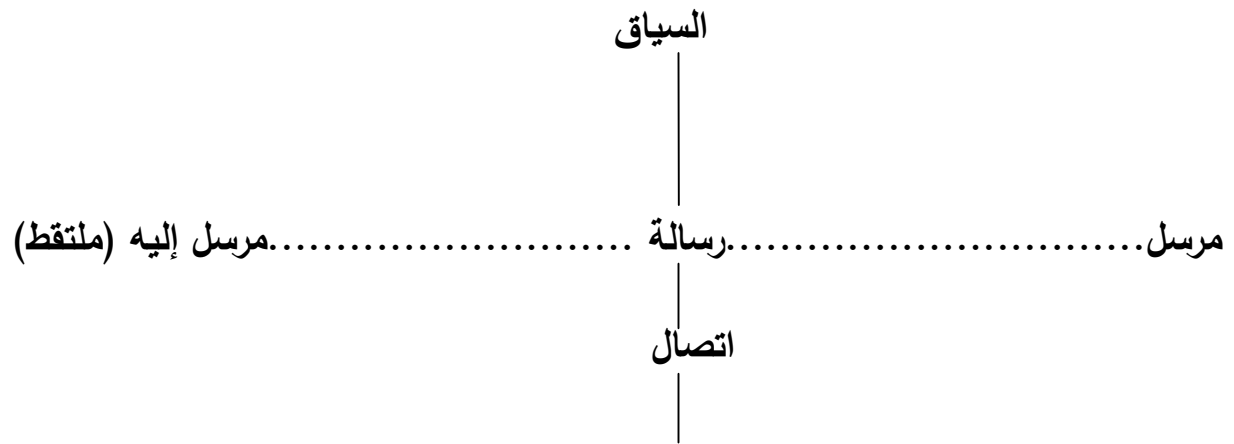 السياق
مرسل..............................رسالة ..........................مرسل إليه (ملتقط)
اتصال